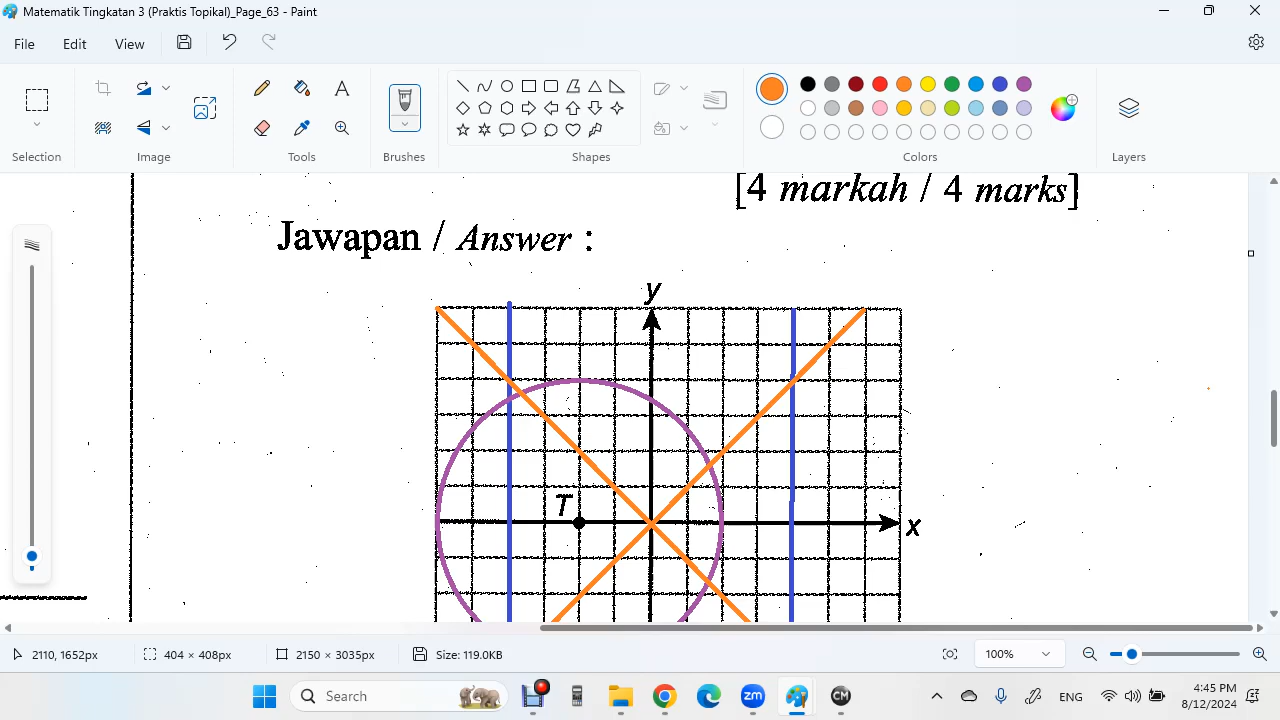 Matematik Tingkatan 3 (Praktis Topikal)_Page_63 - Paint
File Edit View
Selection Image Tools Brushes Shapes Colors Layers
[4 markah / 4 marks]
Jawapan / Answer :
y
T
x
2110, 1652px 404 × 408px 2150 × 3035px Size: 119.0KB 100%
Search zm CM ENG 4:45 PM
8/12/2024